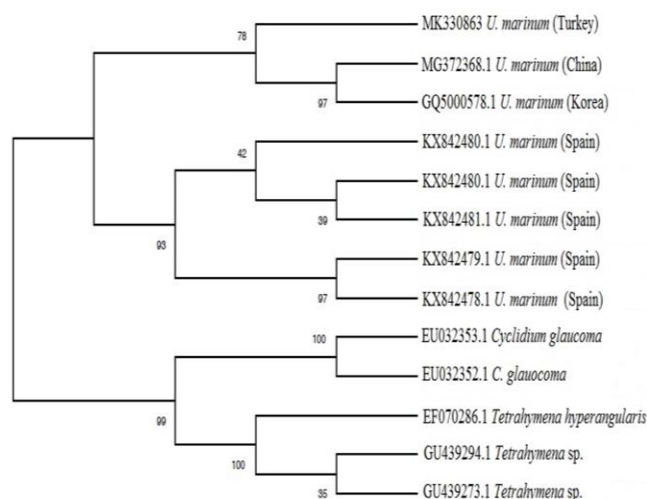 MK330863 U. marinum (Turkey)
78
MG372368.1 U. marinum (China)
GQ5000578.1 U. marinum (Korea)
97
KX842480.1 U. marinum (Spain)
42
KX842480.1 U. marinum (Spain)
KX842481.1 U. marinum (Spain)
39
93
KX842479.1 U. marinum (Spain)
KX842478.1 U. marinum (Spain)
97
EU032353.1 Cyclidium glaucoma
100
EU032352.1 C. glauocoma
99
EF070286.1 Tetrahymena hyperangularis
GU439294.1 Tetrahymena sp.
100
GU439273.1 Tetrahymena sp.
35